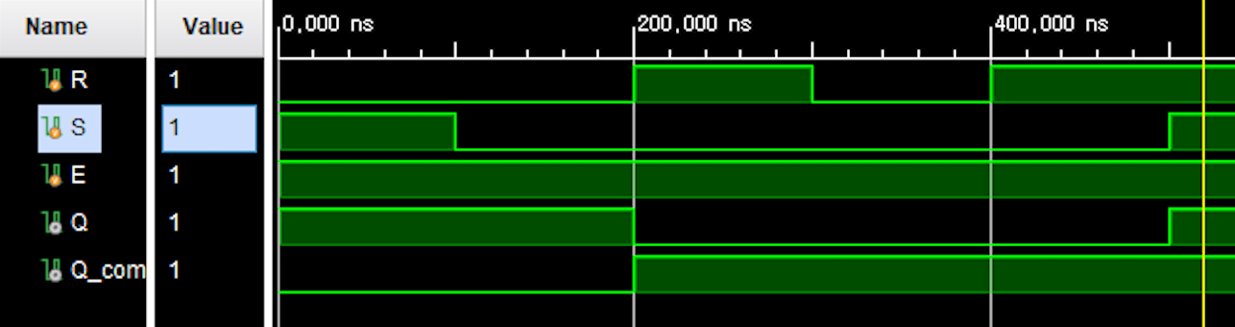 Name Value 0,000 ns 200,000 ns 400,000 ns
R 1
S 1
E 1
Q 1
Q_com 1